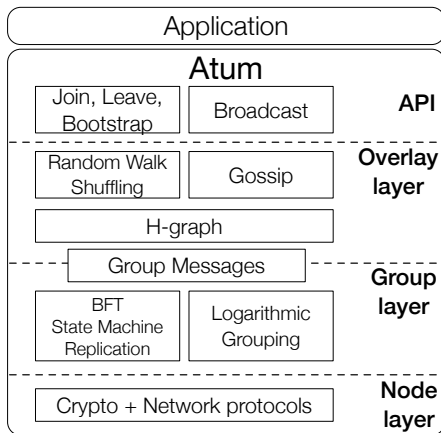 Application
Atum
Join, Leave,
Bootstrap
Broadcast
API
Random Walk
Shuffling
Gossip
Overlay
layer
H-graph
Group Messages
Group
layer
BFT
State Machine
Replication
Logarithmic
Grouping
Crypto + Network protocols
Node
layer